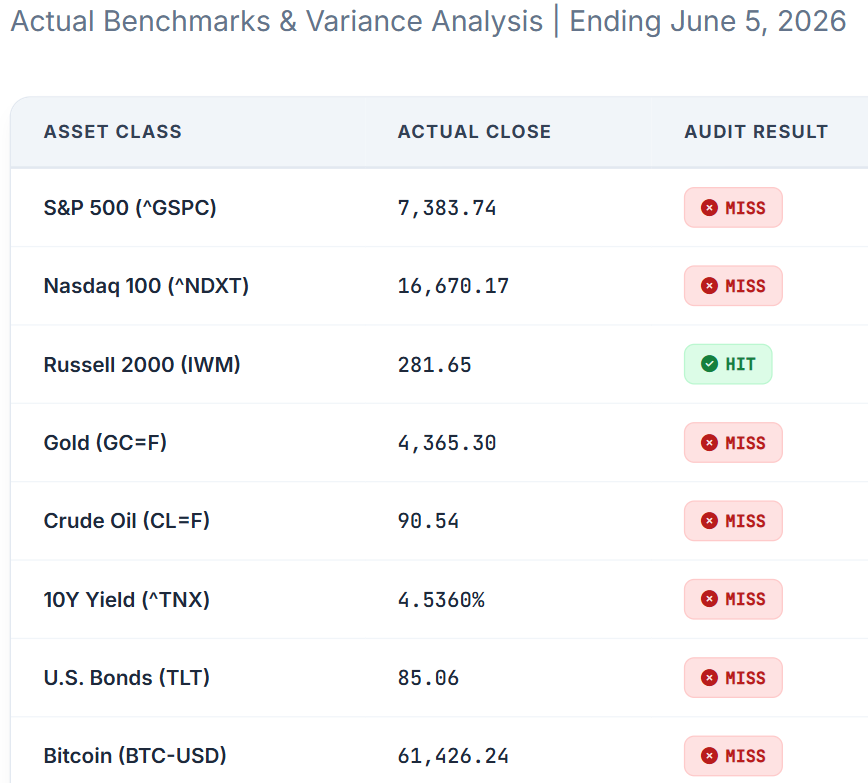 Actual Benchmarks & Variance Analysis | Ending June 5, 2026
ASSET CLASS ACTUAL CLOSE AUDIT RESULT
S&P 500 (^GSPC) 7,383.74 MISS
Nasdaq 100 (^NDXT) 16,670.17 MISS
Russell 2000 (IWM) 281.65 HIT
Gold (GC=F) 4,365.30 MISS
Crude Oil (CL=F) 90.54 MISS
10Y Yield (^TNX) 4.5360% MISS
U.S. Bonds (TLT) 85.06 MISS
Bitcoin (BTC-USD) 61,426.24 MISS